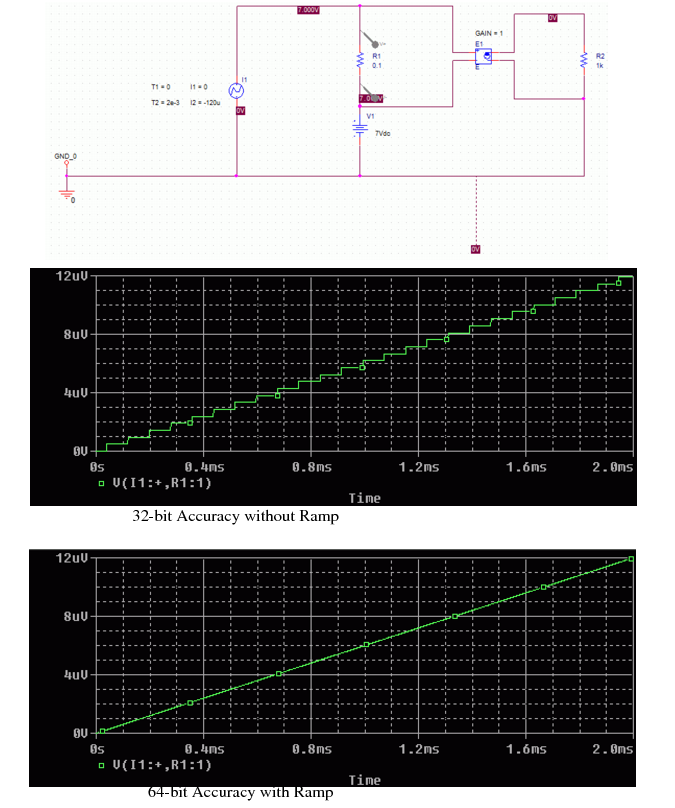 7.000V
0V
GAIN = 1
E1
E
R1
0.1
R2
1k
I1
T1 = 0 I1 = 0
T2 = 2e-3 I2 = -120u
0V
V+
V-
V1
7Vdc
GND_0
0
0V
12uV
8uV
4uV
0V
0s 0.4ms 0.8ms 1.2ms 1.6ms 2.0ms
V(I1:+,R1:1)
Time
32-bit Accuracy without Ramp
12uV
8uV
4uV
0V
0s 0.4ms 0.8ms 1.2ms 1.6ms 2.0ms
V(I1:+,R1:1)
Time
64-bit Accuracy with Ramp